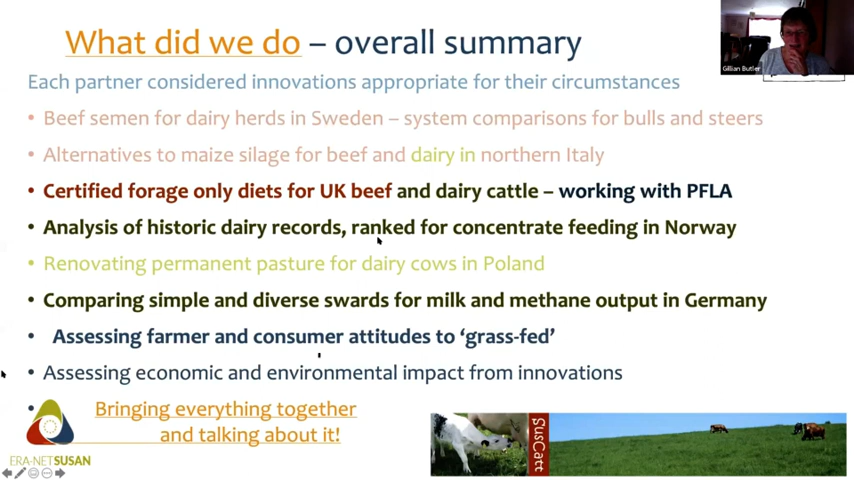 What did we do – overall summary
Gillian Butler
Each partner considered innovations appropriate for their circumstances
• Beef semen for dairy herds in Sweden – system comparisons for bulls and steers
• Alternatives to maize silage for beef and dairy in northern Italy
• Certified forage only diets for UK beef and dairy cattle – working with PFLA
• Analysis of historic dairy records, ranked for concentrate feeding in Norway
• Renovating permanent pasture for dairy cows in Poland
• Comparing simple and diverse swards for milk and methane output in Germany
• Assessing farmer and consumer attitudes to ‘grass-fed’
• Assessing economic and environmental impact from innovations
• Bringing everything together
and talking about it!
SusCatt
ERA-NET SUSAN